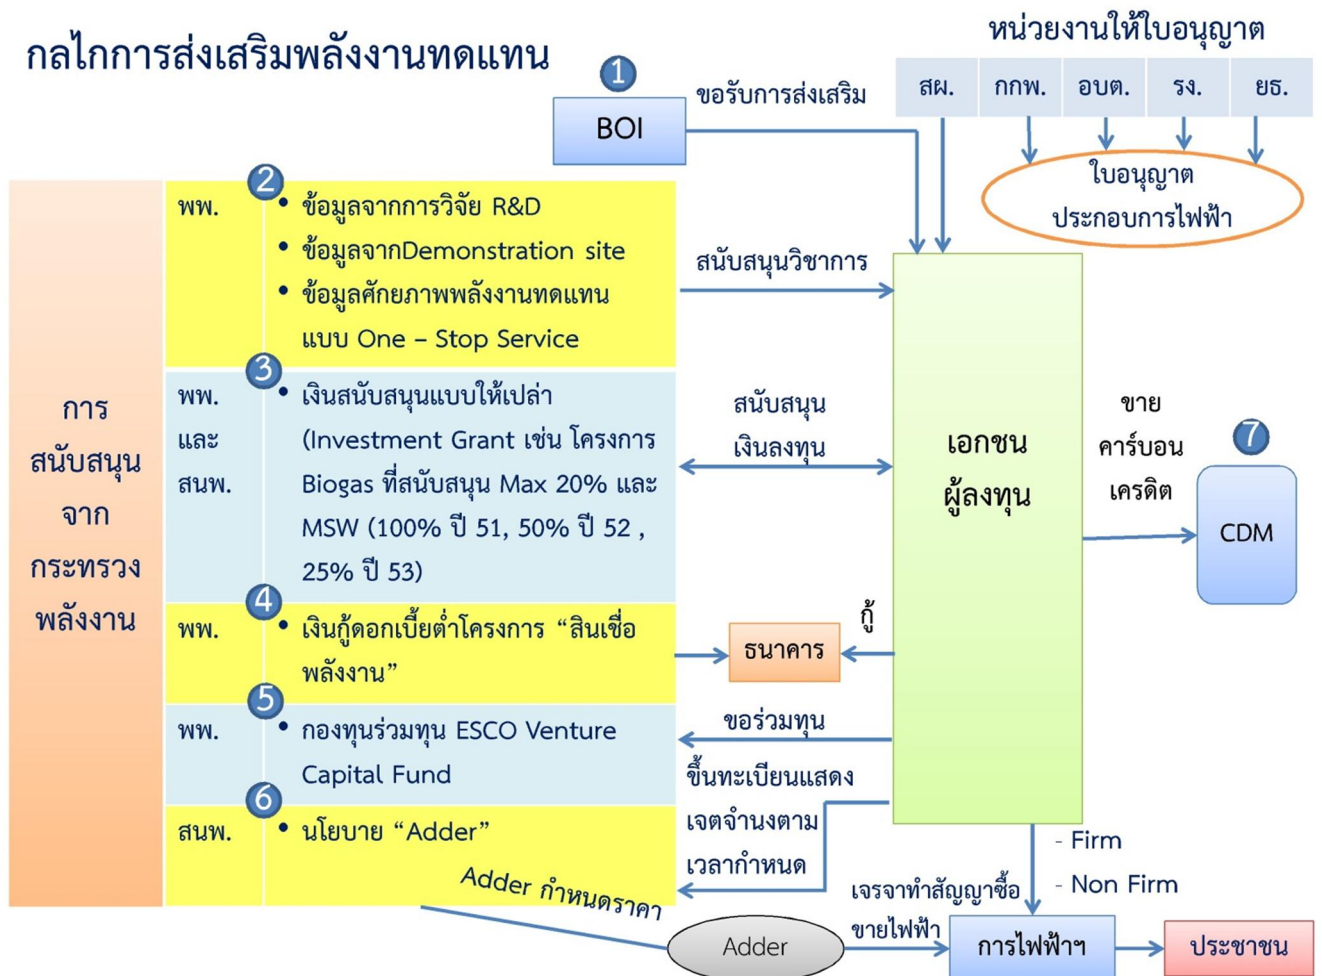 กลไกการส่งเสริมพลังงานทดแทน
หน่วยงานให้ใบอนุญาต
สผ. กกพ. อบต. รง. ยธ.
1
BOI
ขอรับการส่งเสริม
ใบอนุญาต
ประกอบการไฟฟ้า
การ
สนับสนุน
จาก
กระทรวง
พลังงาน
2
พพ.
• ข้อมูลจากการวิจัย R&D
• ข้อมูลจากDemonstration site
• ข้อมูลศักยภาพพลังงานทดแทน
แบบ One – Stop Service
สนับสนุนวิชาการ
3
พพ.
และ
สนพ.
• เงินสนับสนุนแบบให้เปล่า
(Investment Grant เช่น โครงการ
Biogas ที่สนับสนุน Max 20% และ
MSW (100% ปี 51, 50% ปี 52 ,
25% ปี 53)
สนับสนุน
เงินลงทุน
เอกชน
ผู้ลงทุน
ขาย
คาร์บอน
เครดิต
7
CDM
4
พพ.
• เงินกู้ดอกเบี้ยต่ำโครงการ “สินเชื่อ
พลังงาน”
ธนาคาร
กู้
5
พพ.
• กองทุนร่วมทุน ESCO Venture
Capital Fund
ขอร่วมทุน
6
สนพ.
• นโยบาย “Adder”
ขึ้นทะเบียนแสดง
เจตจำนงตาม
เวลากำหนด
Adder กำหนดราคา
Adder
- Firm
- Non Firm
เจรจาทำสัญญาซื้อ
ขายไฟฟ้า
การไฟฟ้าฯ
ประชาชน